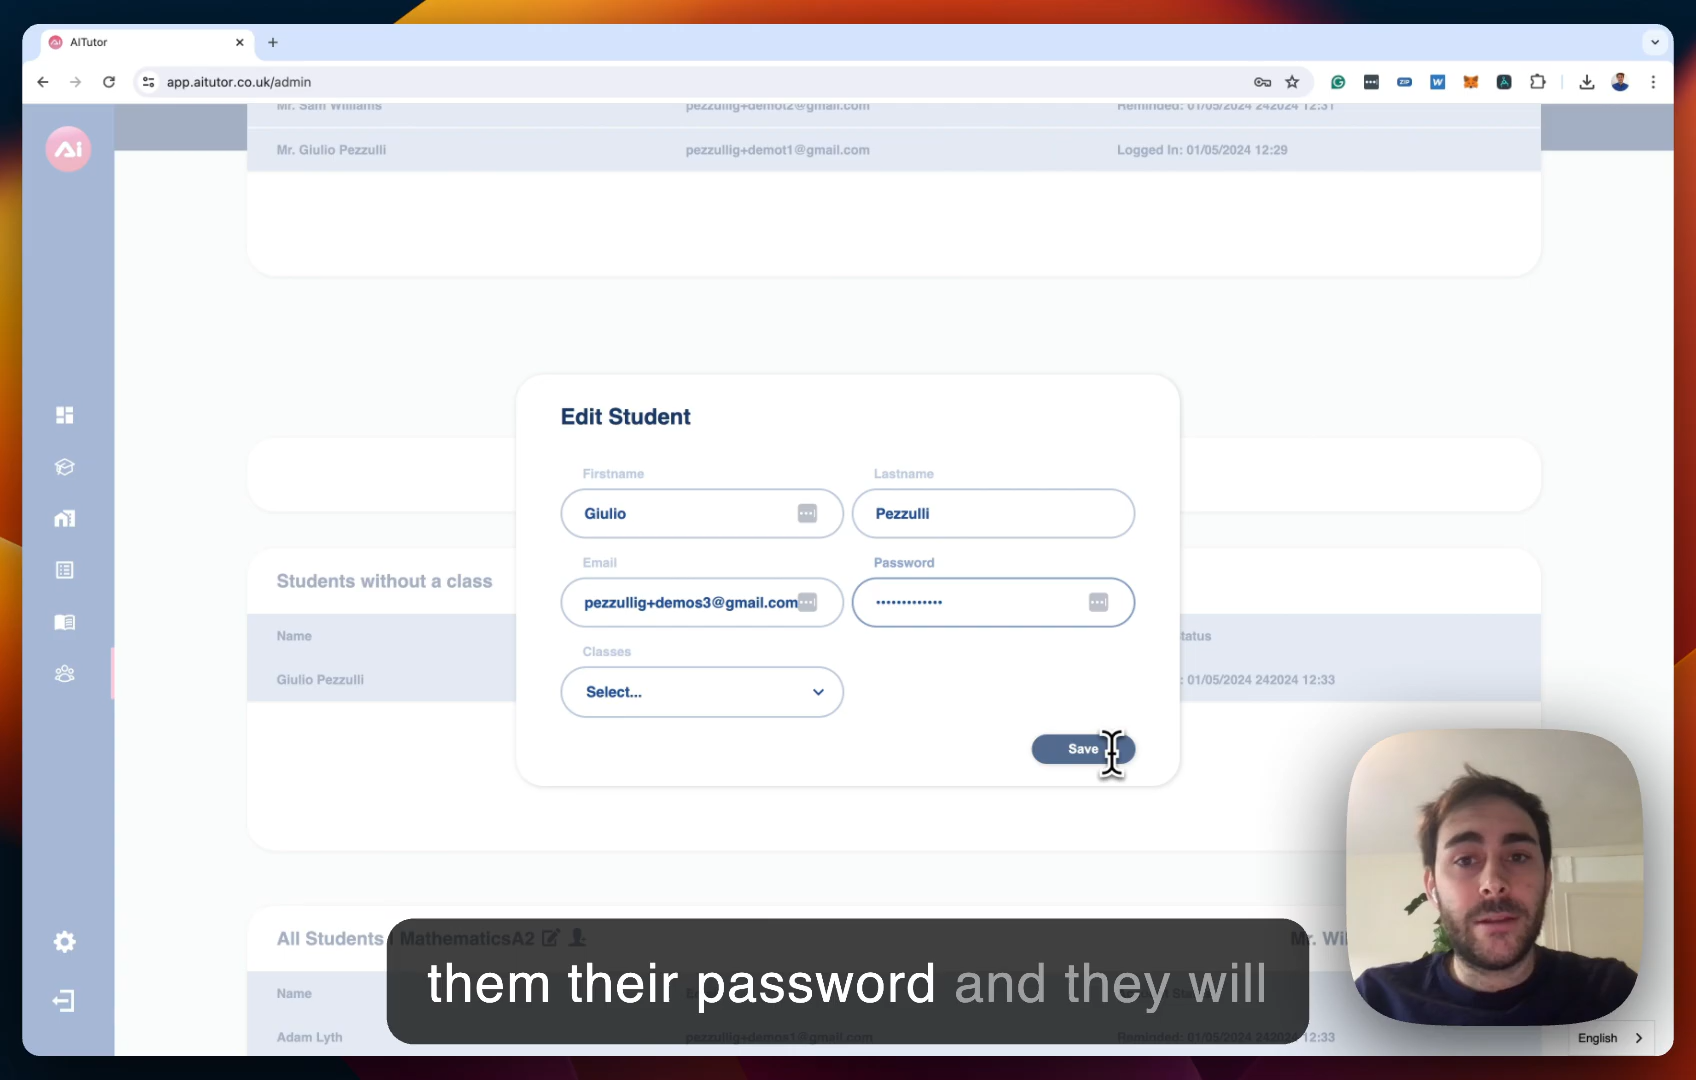 AITutor
app.aitutor.co.uk/admin
Mr. Sam Williams pezzullig+demot2@gmail.com Reminded: 01/05/2024 242024 12:31
Mr. Giulio Pezzulli pezzullig+demot1@gmail.com Logged In: 01/05/2024 12:29
Ai
Edit Student
Firstname Lastname
Giulio Pezzulli
Email Password
pezzullig+demos3@gmail.com •••••••••••••
Classes
Select...
Save
Students without a class
Name tatus
Giulio Pezzulli : 01/05/2024 242024 12:33
All Students | MathematicsA2 Mr. Wil
Name
Adam Lyth pezzullig+demos1@gmail.com Reminded: 01/05/2024 242024 12:33
them their password and they will
English